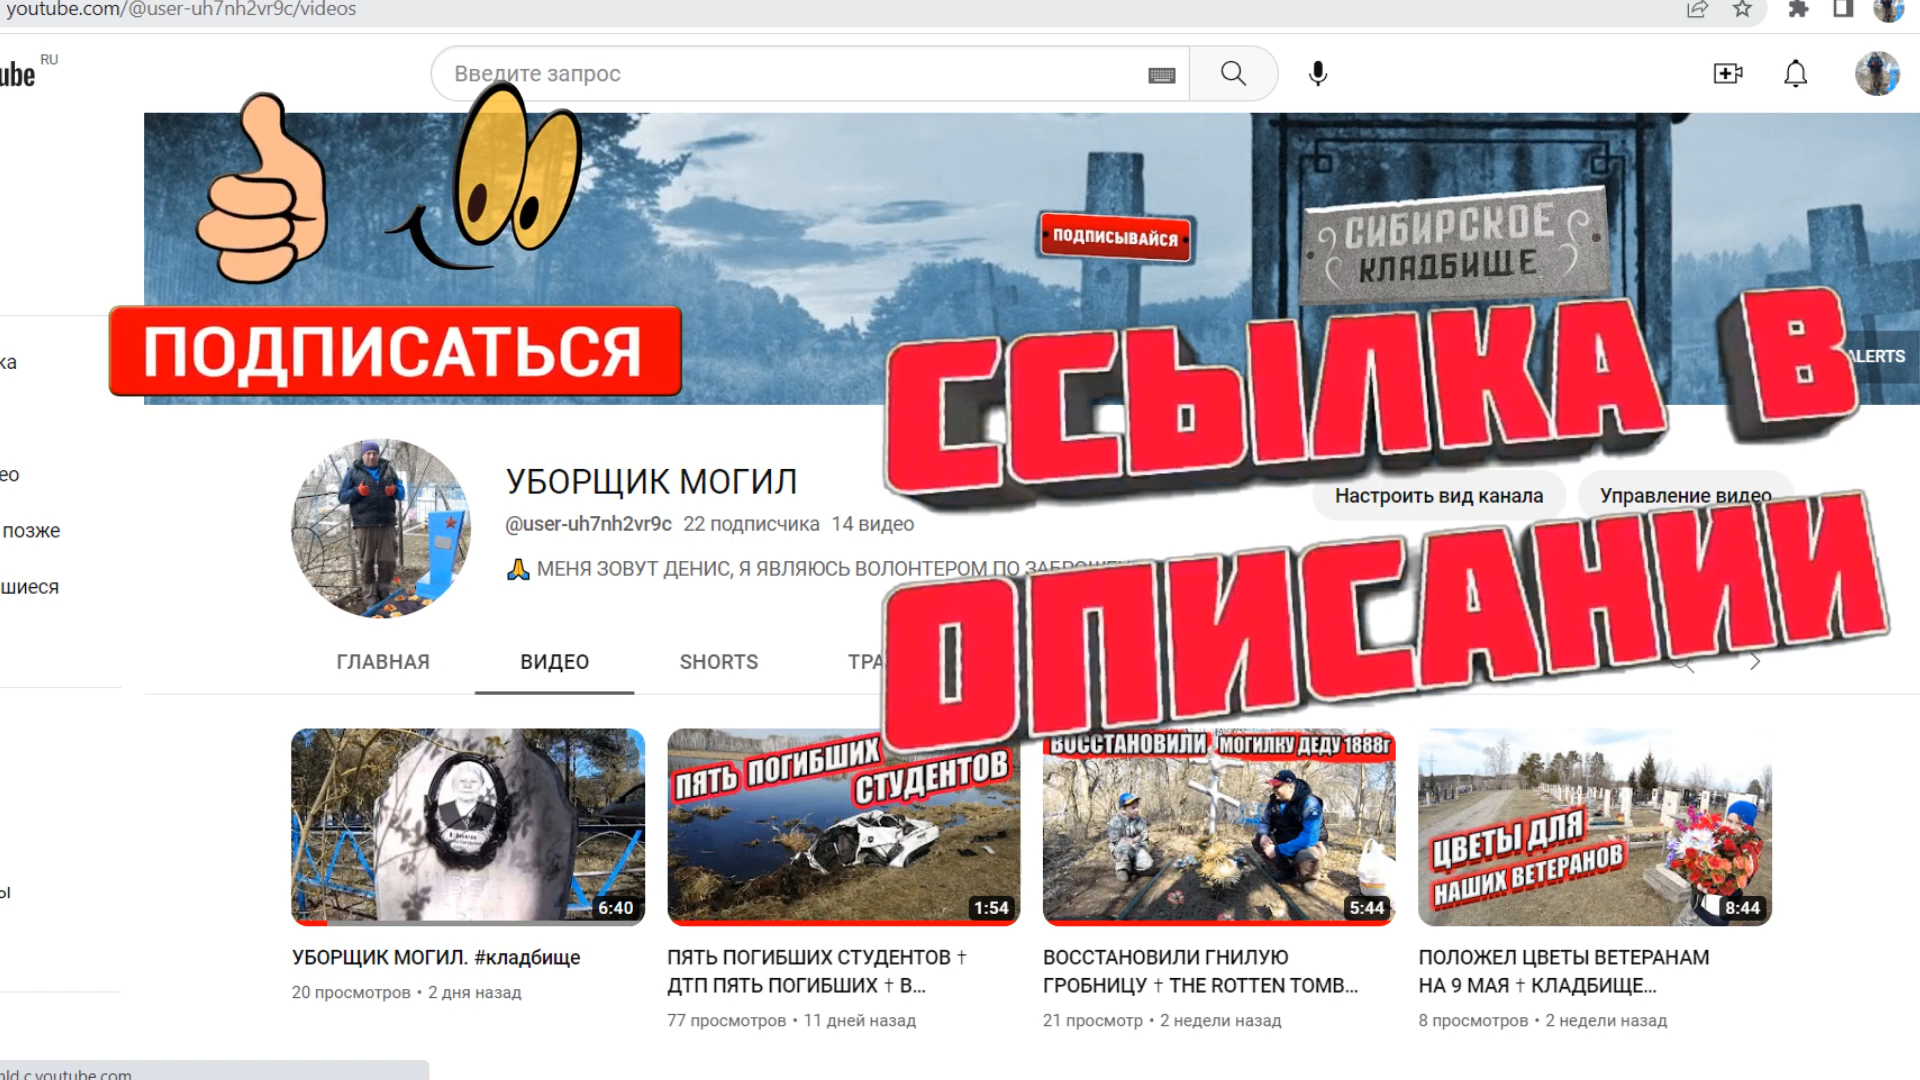 youtube.com/@user-uh7nh2vr9c/videos
RU
Введите запрос
ПОДПИСЫВАЙСЯ
СИБИРСКОЕ
КЛАДБИЩЕ
ПОДПИСАТЬСЯ
ССЫЛКА В
ОПИСАНИИ
УБОРЩИК МОГИЛ
@user-uh7nh2vr9c 22 подписчика 14 видео
Настроить вид канала
Управление видео
🙏 МЕНЯ ЗОВУТ ДЕНИС, Я ЯВЛЯЮСЬ ВОЛОНТЕРОМ ПО
позже
ГЛАВНАЯ
ВИДЕО
SHORTS
6:40
ПЯТЬ ПОГИБШИХ
СТУДЕНТОВ
1:54
ВОССТАНОВИЛИ МОГИЛКУ ДЕДУ 1888г
5:44
ЦВЕТЫ ДЛЯ
НАШИХ ВЕТЕРАНОВ
8:44
УБОРЩИК МОГИЛ. #кладбище
20 просмотров • 2 дня назад
ПЯТЬ ПОГИБШИХ СТУДЕНТОВ †
ДТП ПЯТЬ ПОГИБШИХ † В...
77 просмотров • 11 дней назад
ВОССТАНОВИЛИ ГНИЛУЮ
ГРОБНИЦУ † THE ROTTEN TOMB...
21 просмотр • 2 недели назад
ПОЛОЖЕЛ ЦВЕТЫ ВЕТЕРАНАМ
НА 9 МАЯ † КЛАДБИЩЕ...
8 просмотров • 2 недели назад